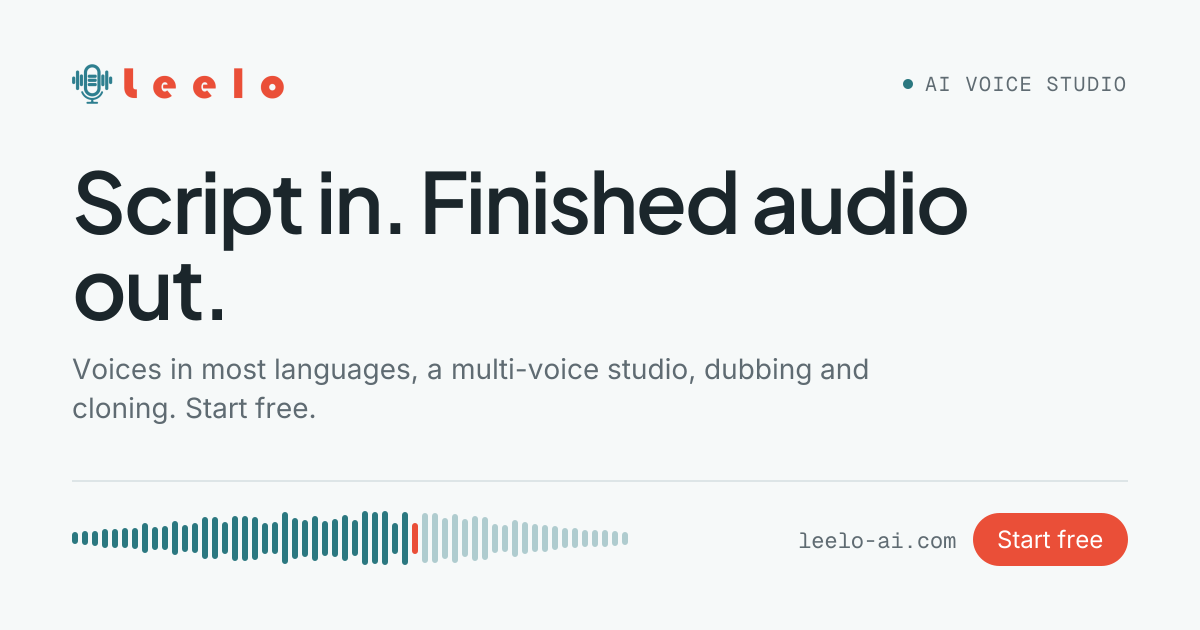 leelo
AI VOICE STUDIO
Script in. Finished audio
out.
Voices in most languages, a multi-voice studio, dubbing and
cloning. Start free.
leelo-ai.com
Start free